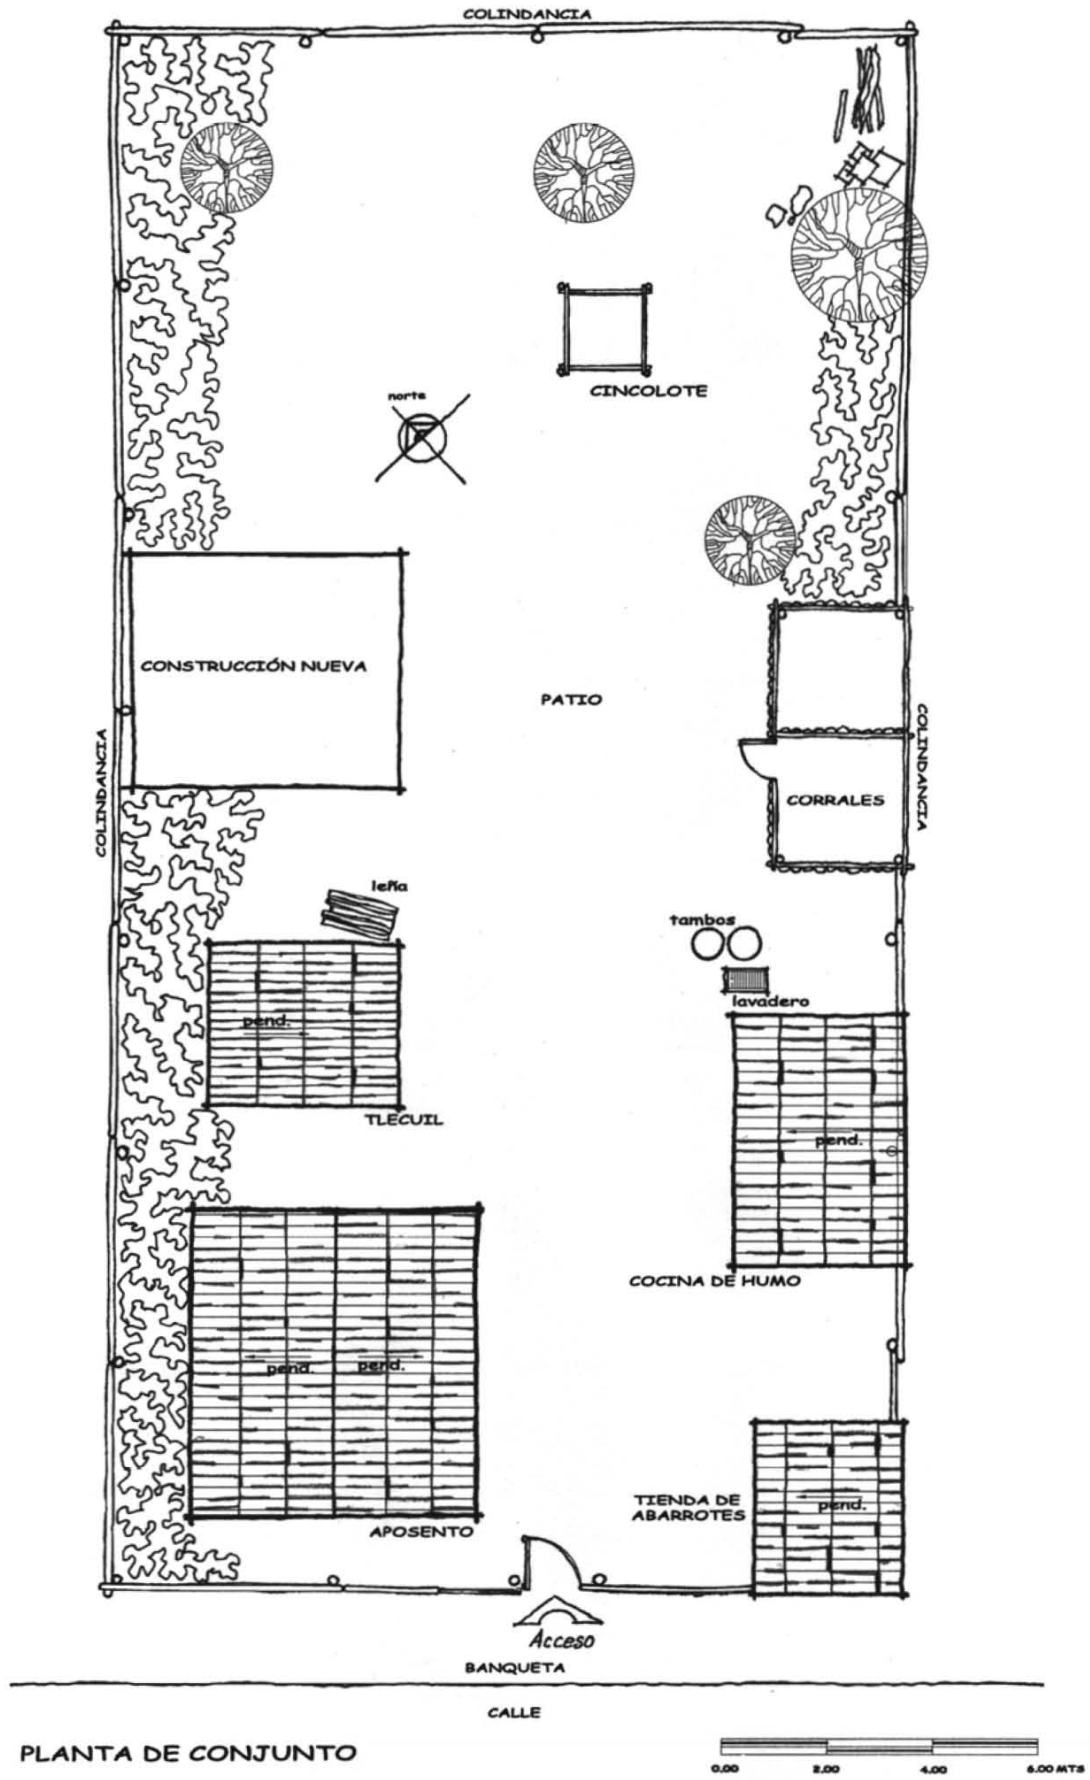 COLINDANCIA
CINCOLOTE
norte
CONSTRUCCIÓN NUEVA
PATIO
COLINDANCIA
COLINDANCIA
CORRALES
leña
tambos
lavadero
pend.
TLECUIL
pend.
COCINA DE HUMO
pend.
pend.
TIENDA DE
ABARROTES
pend.
APOSENTO
Acceso
BANQUETA
CALLE
PLANTA DE CONJUNTO
0.00 2.00 4.00 6.00 MTS